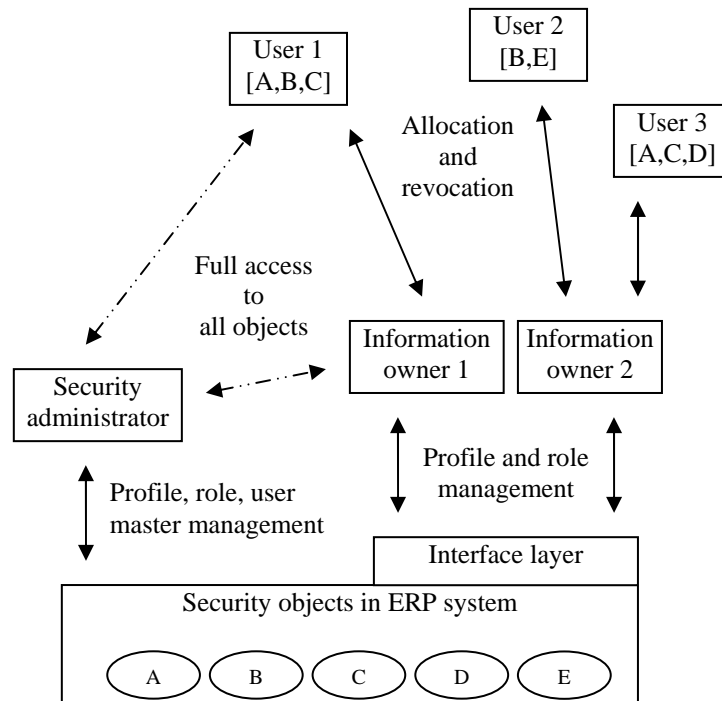 User 1
[A,B,C]
User 2
[B,E]
User 3
[A,C,D]
Allocation
and
revocation
Full access
to
all objects
Security
administrator
Information
owner 1
Information
owner 2
Profile, role, user
master management
Profile and role
management
Interface layer
Security objects in ERP system
A
B
C
D
E